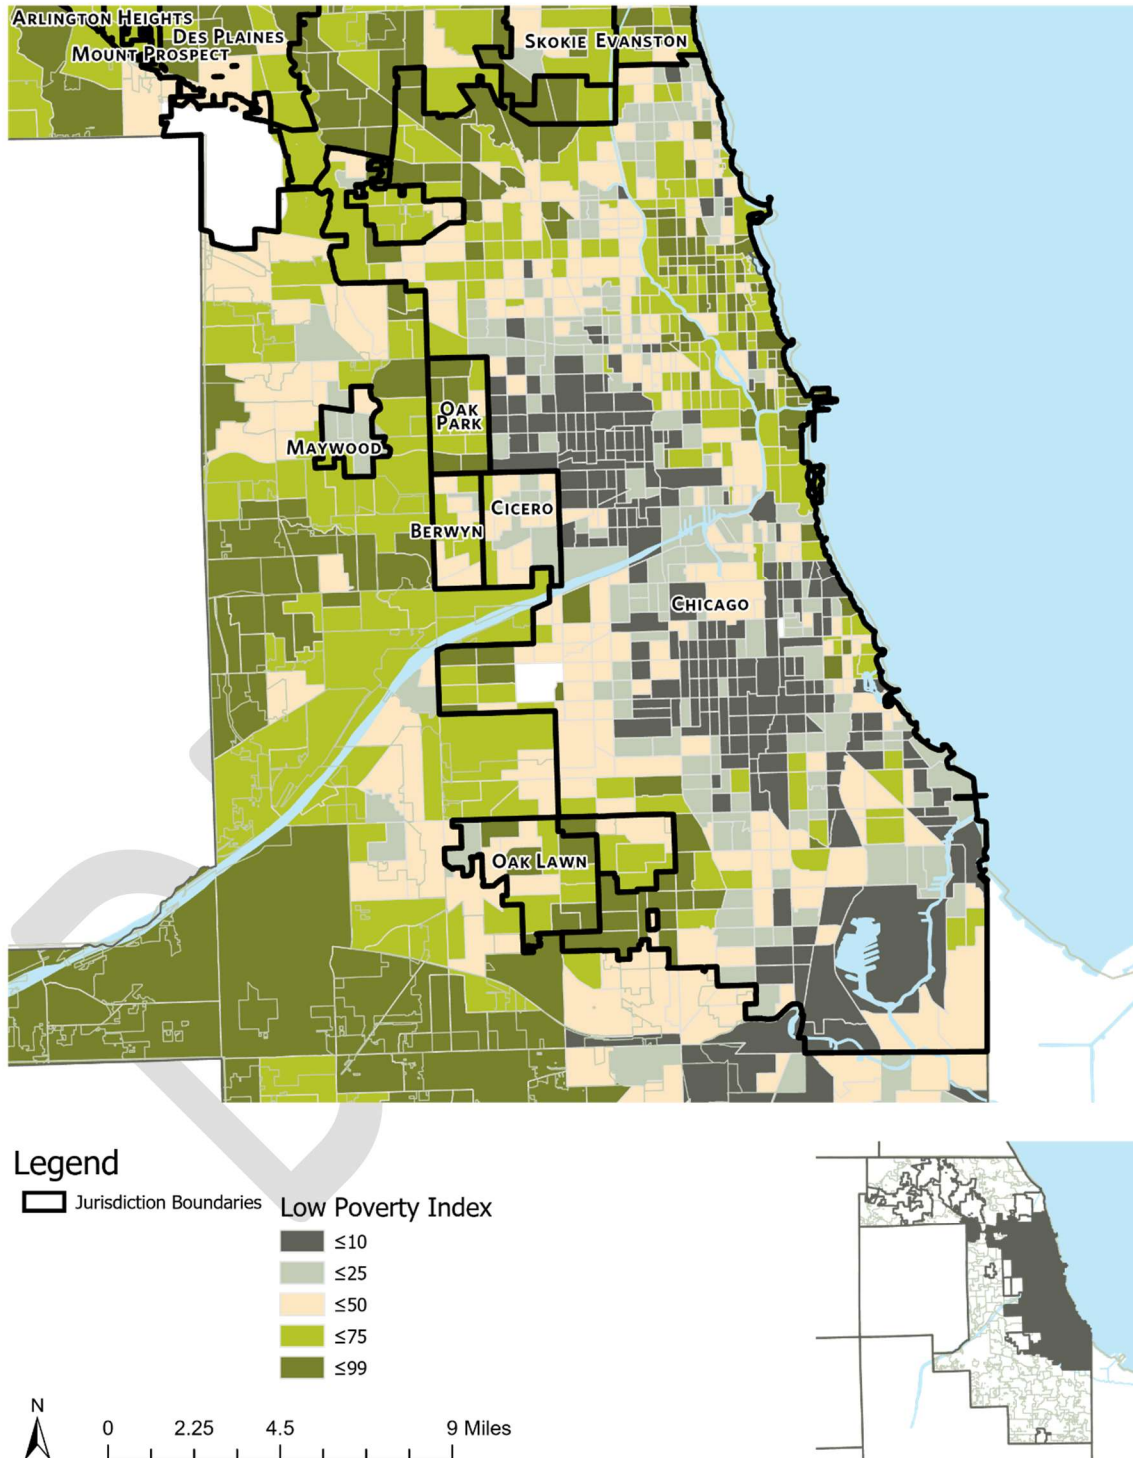 ARLINGTON HEIGHTS
DES PLAINES
MOUNT PROSPECT
SKOKIE EVANSTON
OAK
PARK
MAYWOOD
CICERO
BERWYN
CHICAGO
OAK LAWN
Legend
Jurisdiction Boundaries
Low Poverty Index
≤10
≤25
≤50
≤75
≤99
N
0 2.25 4.5 9 Miles